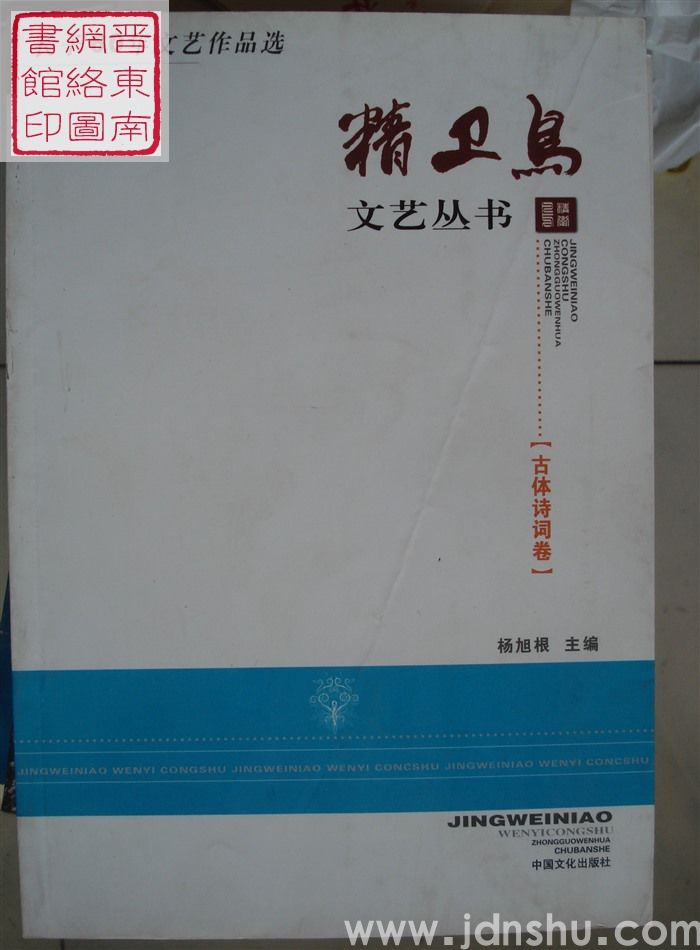 晋東南
網絡圖
書館印
文艺作品选
精卫鸟
文艺丛书
JINGWEINIAO
CONGSHU
ZHONGGUOWENHUA
CHUBANSHE
【古体诗词卷】
杨旭根 主编
JINGWEINIAO WENYI CONGSHU JINGWEINIAO WENYI CONCSHU JINGWEINIAO WENYI CONCSHU
JINGWEINIAO
WENYICONGSHU
ZHONGGUOWENHUA
CHUBANSHE
中国文化出版社
www.jdnshu.com